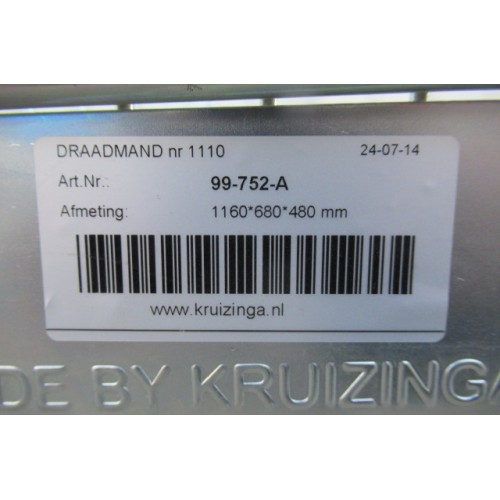 DRAADMAND nr 1110 24-07-14
Art.Nr.: 99-752-A
Afmeting: 1160*680*480 mm
www.kruizinga.nl
DE BY KRUIZINGA